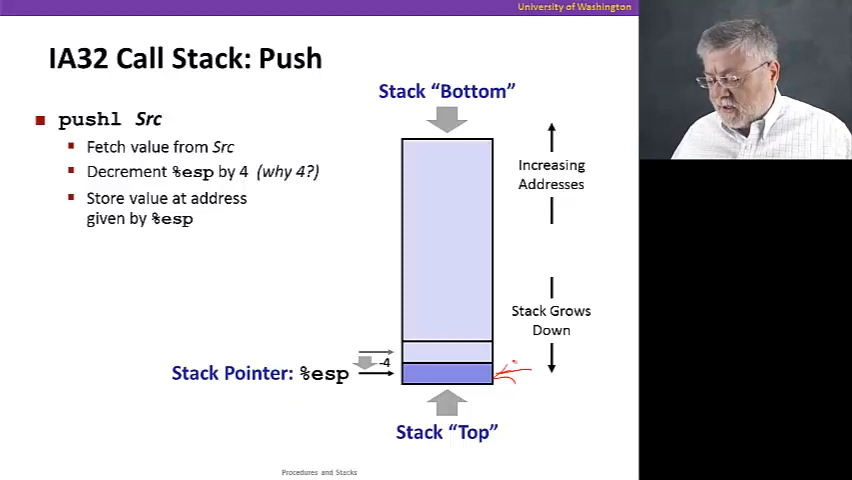 University of Washington
IA32 Call Stack: Push
Stack “Bottom”
pushl Src
Fetch value from Src
Decrement %esp by 4 (why 4?)
Store value at address
given by %esp
Increasing
Addresses
Stack Grows
Down
-4
Stack Pointer: %esp
Stack “Top”
Procedures and Stacks